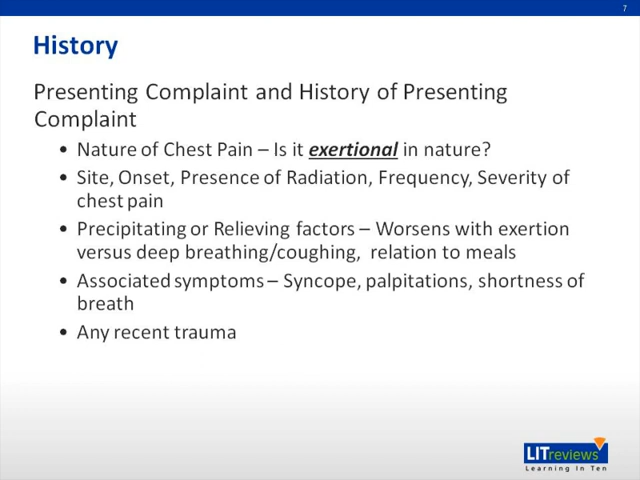 7
History
Presenting Complaint and History of Presenting
Complaint
• Nature of Chest Pain – Is it exertional in nature?
• Site, Onset, Presence of Radiation, Frequency, Severity of
chest pain
• Precipitating or Relieving factors – Worsens with exertion
versus deep breathing/coughing, relation to meals
• Associated symptoms – Syncope, palpitations, shortness of
breath
• Any recent trauma
LITreviews
Learning In Ten